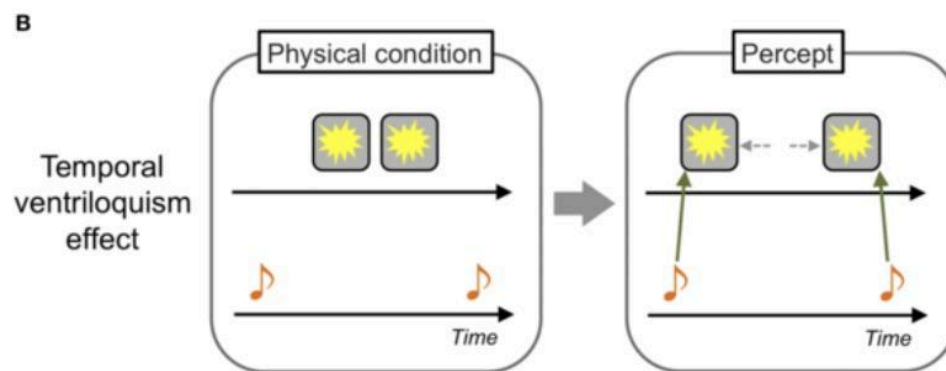 B
Physical condition
Percept
Temporal
ventriloquism
effect
Time
Time